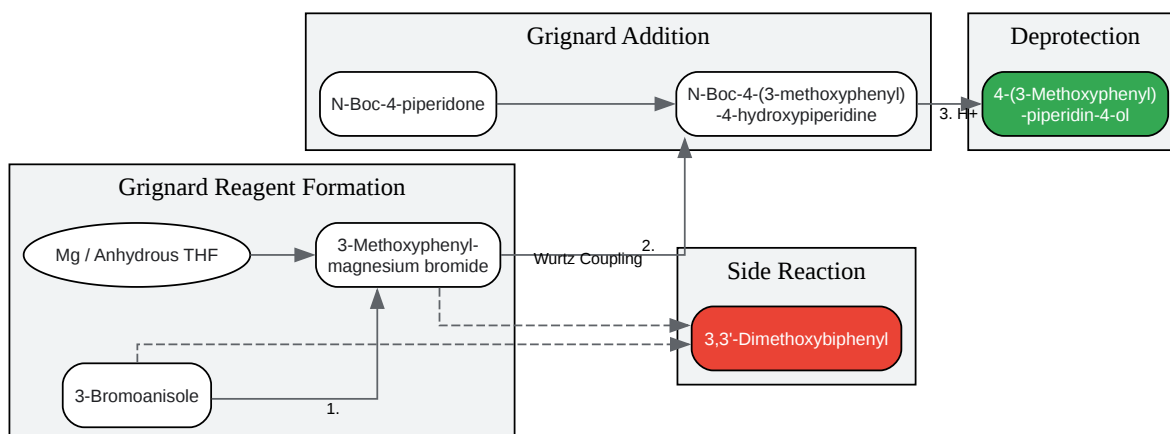 Grignard Addition
Deprotection
N-Boc-4-piperidone
N-Boc-4-(3-methoxyphenyl)
-4-hydroxypiperidine
3. H+
4-(3-Methoxyphenyl)
-piperidin-4-ol
Grignard Reagent Formation
Mg / Anhydrous THF
3-Methoxyphenyl-
magnesium bromide
Wurtz Coupling
2.
Side Reaction
3,3'-Dimethoxybiphenyl
3-Bromoanisole
1.